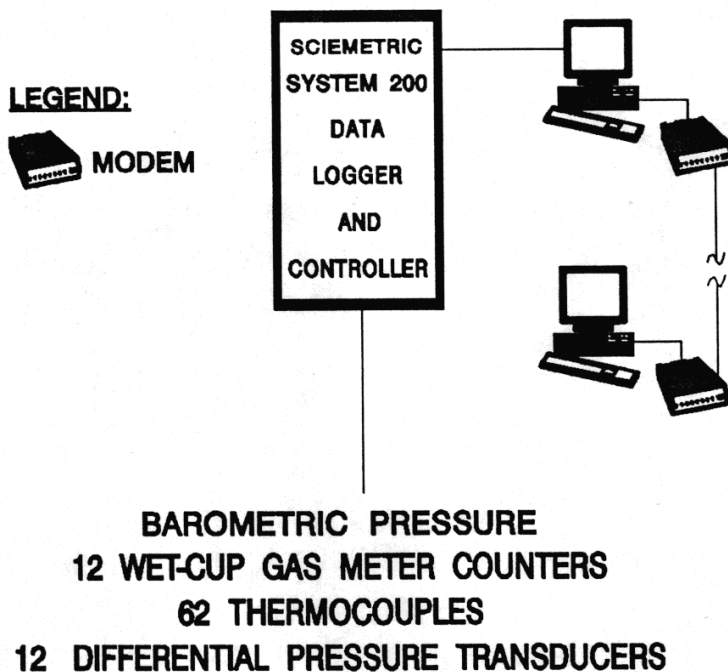 SCIEMETRIC
SYSTEM 200
DATA
LOGGER
AND
CONTROLLER
LEGEND:
MODEM
BAROMETRIC PRESSURE
12 WET-CUP GAS METER COUNTERS
62 THERMOCOUPLES
12 DIFFERENTIAL PRESSURE TRANSDUCERS